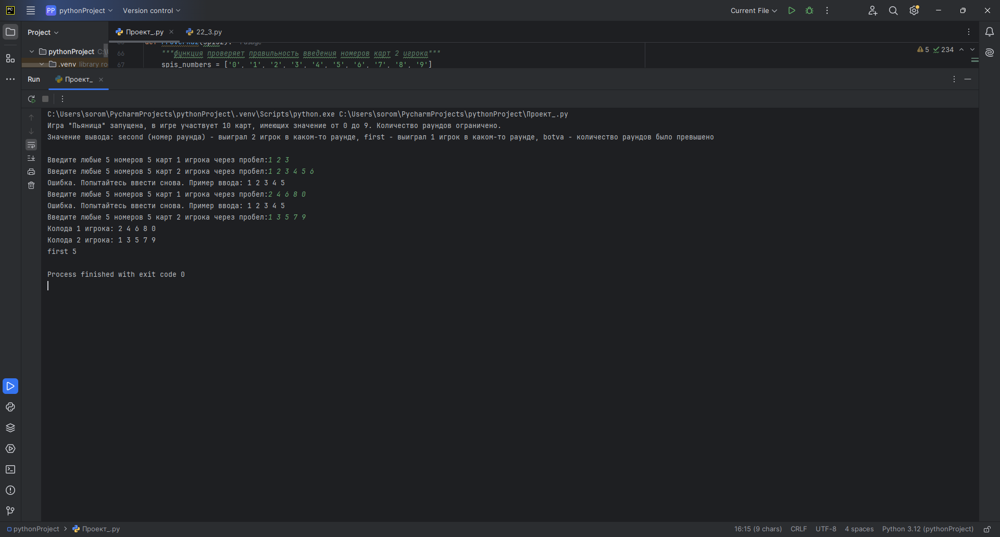 PC
PP pythonProject Version control Current File
Project Проект_.py 22_3.py
pythonProject C:\
66 """функция проверяет правильность введения номеров карт 2 игрока""" 5 234
.venv library ro
67 spis_numbers = ['0', '1', '2', '3', '4', '5', '6', '7', '8', '9']
Run Проект_
C:\Users\sorom\PycharmProjects\pythonProject\.venv\Scripts\python.exe C:\Users\sorom\PycharmProjects\pythonProject\Проект_.py
Игра "Пьяница" запущена, в игре участвует 10 карт, имеющих значение от 0 до 9. Количество раундов ограничено.
Значение вывода: second (номер раунда) - выиграл 2 игрок в каком-то раунде, first - выиграл 1 игрок в каком-то раунде, botva - количество раундов было превышено
Введите любые 5 номеров 5 карт 1 игрока через пробел:1 2 3
Введите любые 5 номеров 5 карт 2 игрока через пробел:1 2 3 4 5 6
Ошибка. Попытайтесь ввести снова. Пример ввода: 1 2 3 4 5
Введите любые 5 номеров 5 карт 1 игрока через пробел:2 4 6 8 0
Ошибка. Попытайтесь ввести снова. Пример ввода: 1 2 3 4 5
Введите любые 5 номеров 5 карт 2 игрока через пробел:1 3 5 7 9
Колода 1 игрока: 2 4 6 8 0
Колода 2 игрока: 1 3 5 7 9
first 5
Process finished with exit code 0
pythonProject Проект_.py 16:15 (9 chars) CRLF UTF-8 4 spaces Python 3.12 (pythonProject)